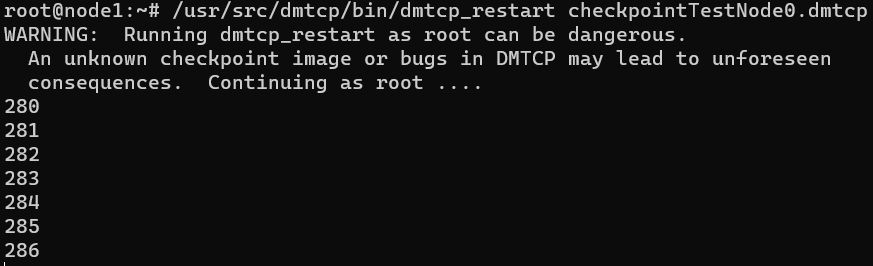 root@node1:~# /usr/src/dmtcp/bin/dmtcp_restart checkpointTestNode0.dmtcp
WARNING:  Running dmtcp_restart as root can be dangerous.
  An unknown checkpoint image or bugs in DMTCP may lead to unforeseen
  consequences.  Continuing as root ....
280
281
282
283
284
285
286